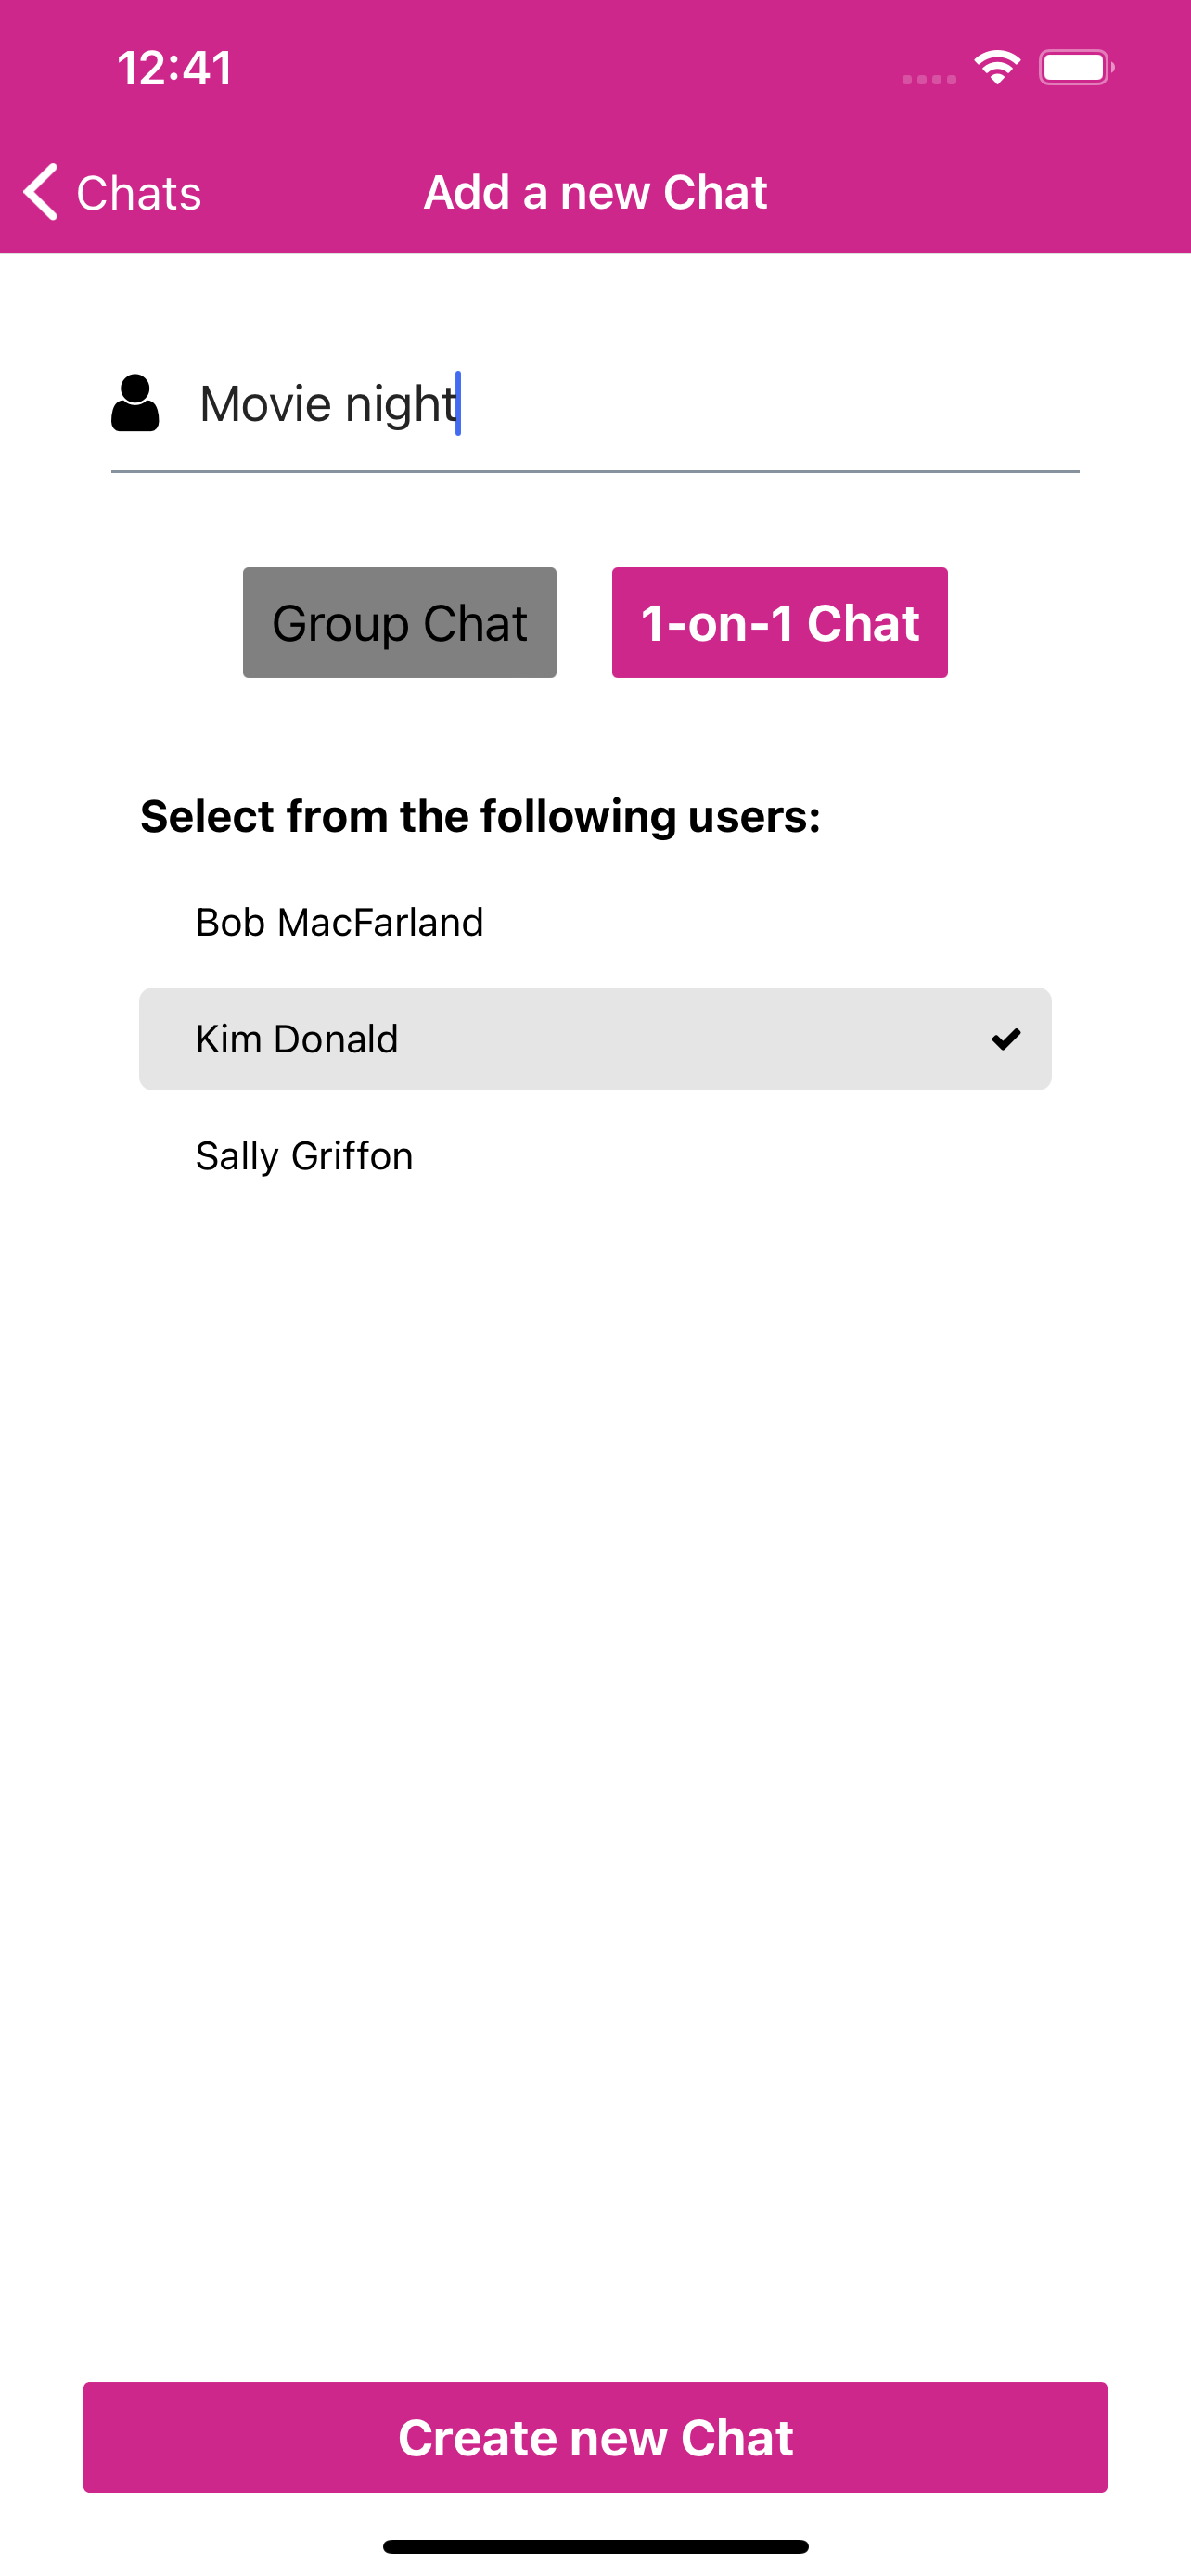 12:41
Chats
Add a new Chat
Movie night
Group Chat
1-on-1 Chat
Select from the following users:
Bob MacFarland
Kim Donald
Sally Griffon
Create new Chat